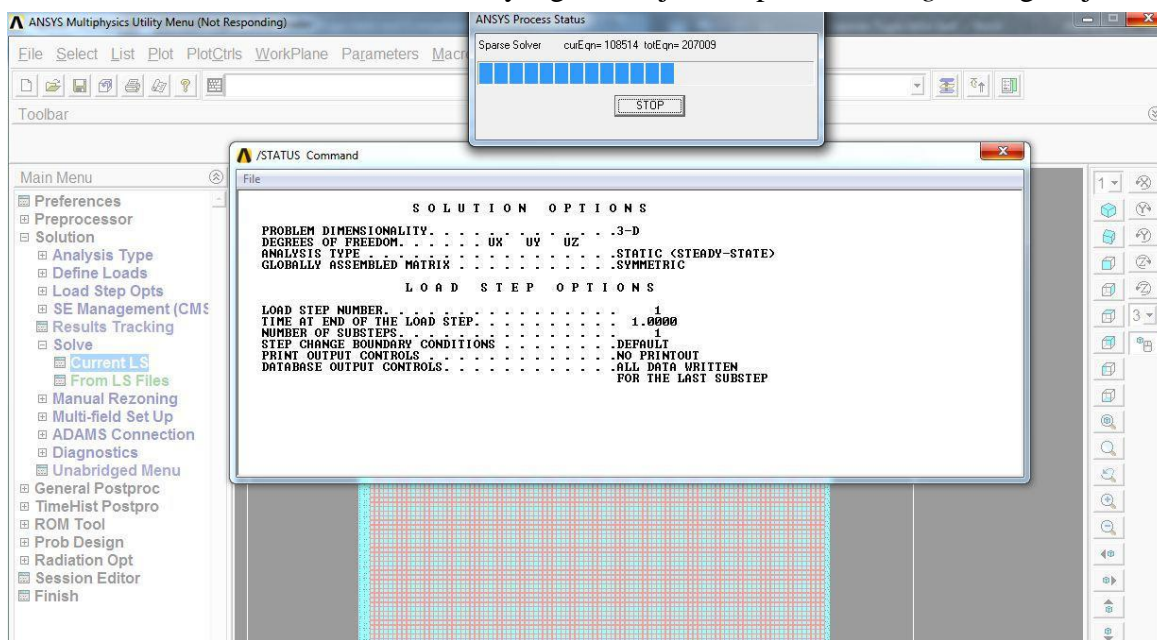 ANSYS Multiphysics Utility Menu (Not Responding)
ANSYS Process Status
Sparse Solver curEqn= 108514 totEqn= 207009
STOP
File Select List Plot PlotCtrls WorkPlane Parameters Macr
Toolbar
/STATUS Command
File
Main Menu
Preferences
Preprocessor
Solution
Analysis Type
Define Loads
Load Step Opts
SE Management (CMS
Results Tracking
Solve
Current LS
From LS Files
Manual Rezoning
Multi-field Set Up
ADAMS Connection
Diagnostics
Unabridged Menu
General Postproc
TimeHist Postpro
ROM Tool
Prob Design
Radiation Opt
Session Editor
Finish
S O L U T I O N   O P T I O N S
PROBLEM DIMENSIONALITY. . . . . . . . . . . . .3-D
DEGREES OF FREEDOM. . . . . . UX UY UZ
ANALYSIS TYPE . . . . . . . . . . . . . . . . .STATIC (STEADY-STATE)
GLOBALLY ASSEMBLED MATRIX . . . . . . . . . . .SYMMETRIC
L O A D   S T E P   O P T I O N S
LOAD STEP NUMBER. . . . . . . . . . . . . . . . 1
TIME AT END OF THE LOAD STEP. . . . . . . . . . 1.0000
NUMBER OF SUBSTEPS. . . . . . . . . . . . . . . 1
STEP CHANGE BOUNDARY CONDITIONS . . . . . . . .DEFAULT
PRINT OUTPUT CONTROLS . . . . . . . . . . . . .NO PRINTOUT
DATABASE OUTPUT CONTROLS. . . . . . . . . . . .ALL DATA WRITTEN
FOR THE LAST SUBSTEP
1
3